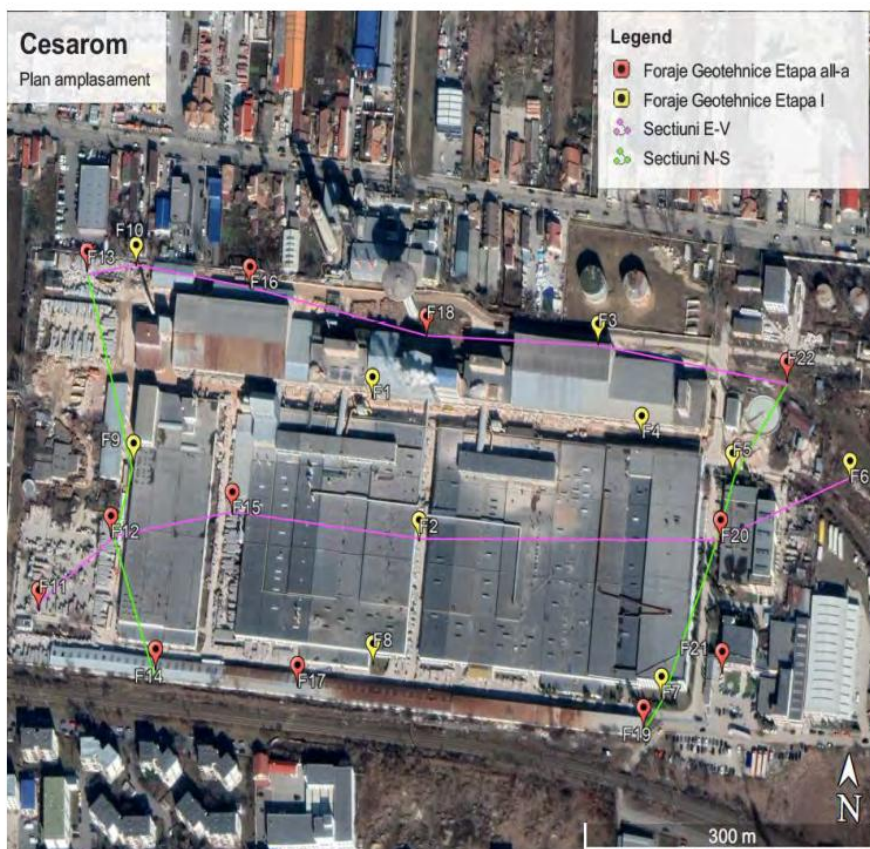 Cesarom
Plan amplasament
Legend
Foraje Geotehnice Etapa all-a
Foraje Geotehnice Etapa I
Sectiuni E-V
Sectiuni N-S
F10
F13
F16
F18
F3
F22
F1
F4
F9
F5
F6
F15
F2
F12
F20
F11
F8
F21
F14
F17
F7
F19
N
300 m